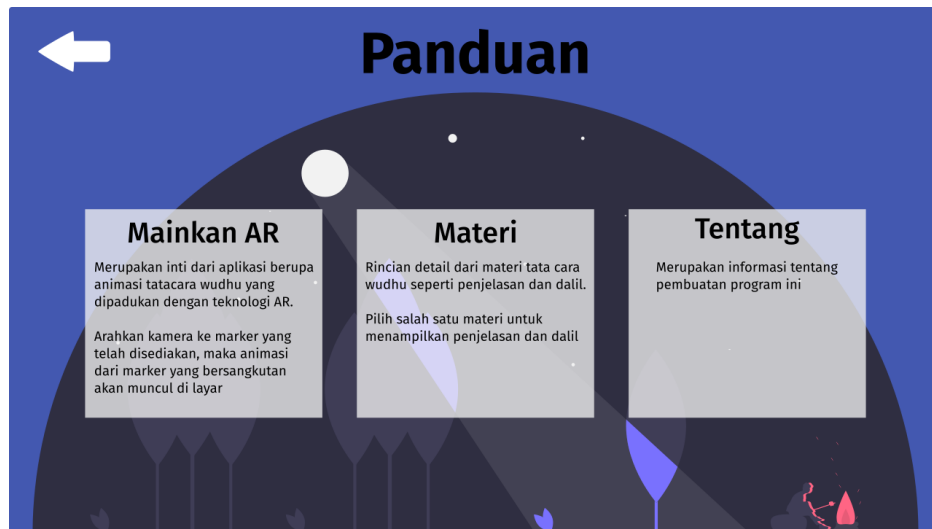 Panduan
Mainkan AR
Merupakan inti dari aplikasi berupa
animasi tatacara wudhu yang
dipadukan dengan teknologi AR.
Arahkan kamera ke marker yang
telah disediakan, maka animasi
dari marker yang bersangkutan
akan muncul di layar
Materi
Rincian detail dari materi tata cara
wudhu seperti penjelasan dan dalil.
Pilih salah satu materi untuk
menampilkan penjelasan dan dalil
Tentang
Merupakan informasi tentang
pembuatan program ini